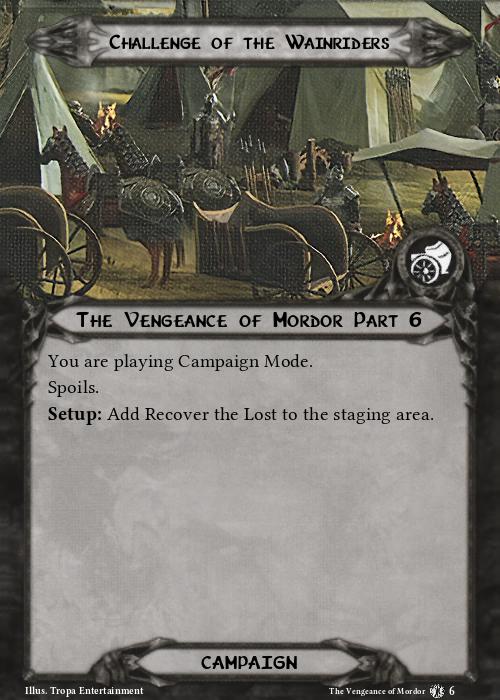 Challenge of the Wainriders
The Vengeance of Mordor Part 6
You are playing Campaign Mode.
Spoils.
Setup: Add Recover the Lost to the staging area.
CAMPAIGN
Illus. Tropa Entertainment
The Vengeance of Mordor 6